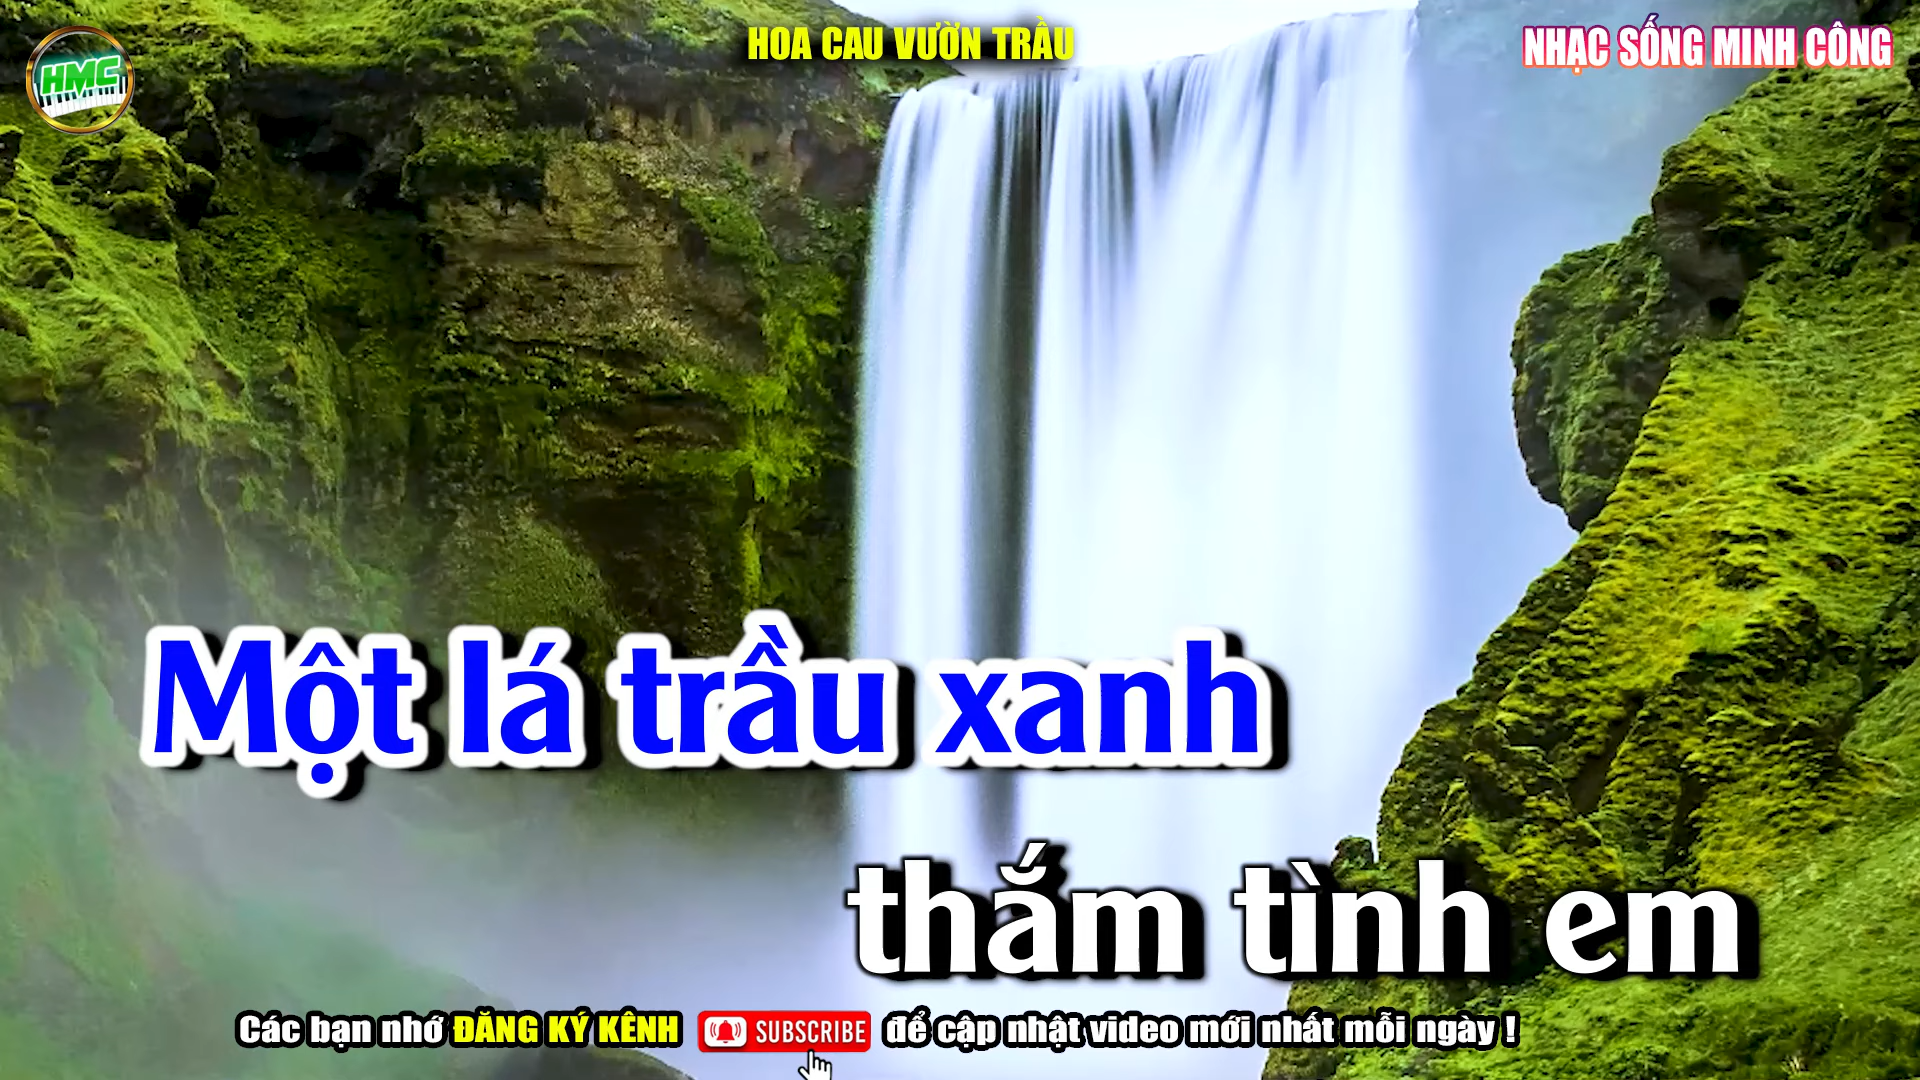 HMC
HOA CAU VƯỜN TRẦU
NHẠC SỐNG MINH CÔNG
Một lá trầu xanh
thắm tình em
Các bạn nhớ ĐĂNG KÝ KÊNH SUBSCRIBE để cập nhật video mới nhất mỗi ngày !